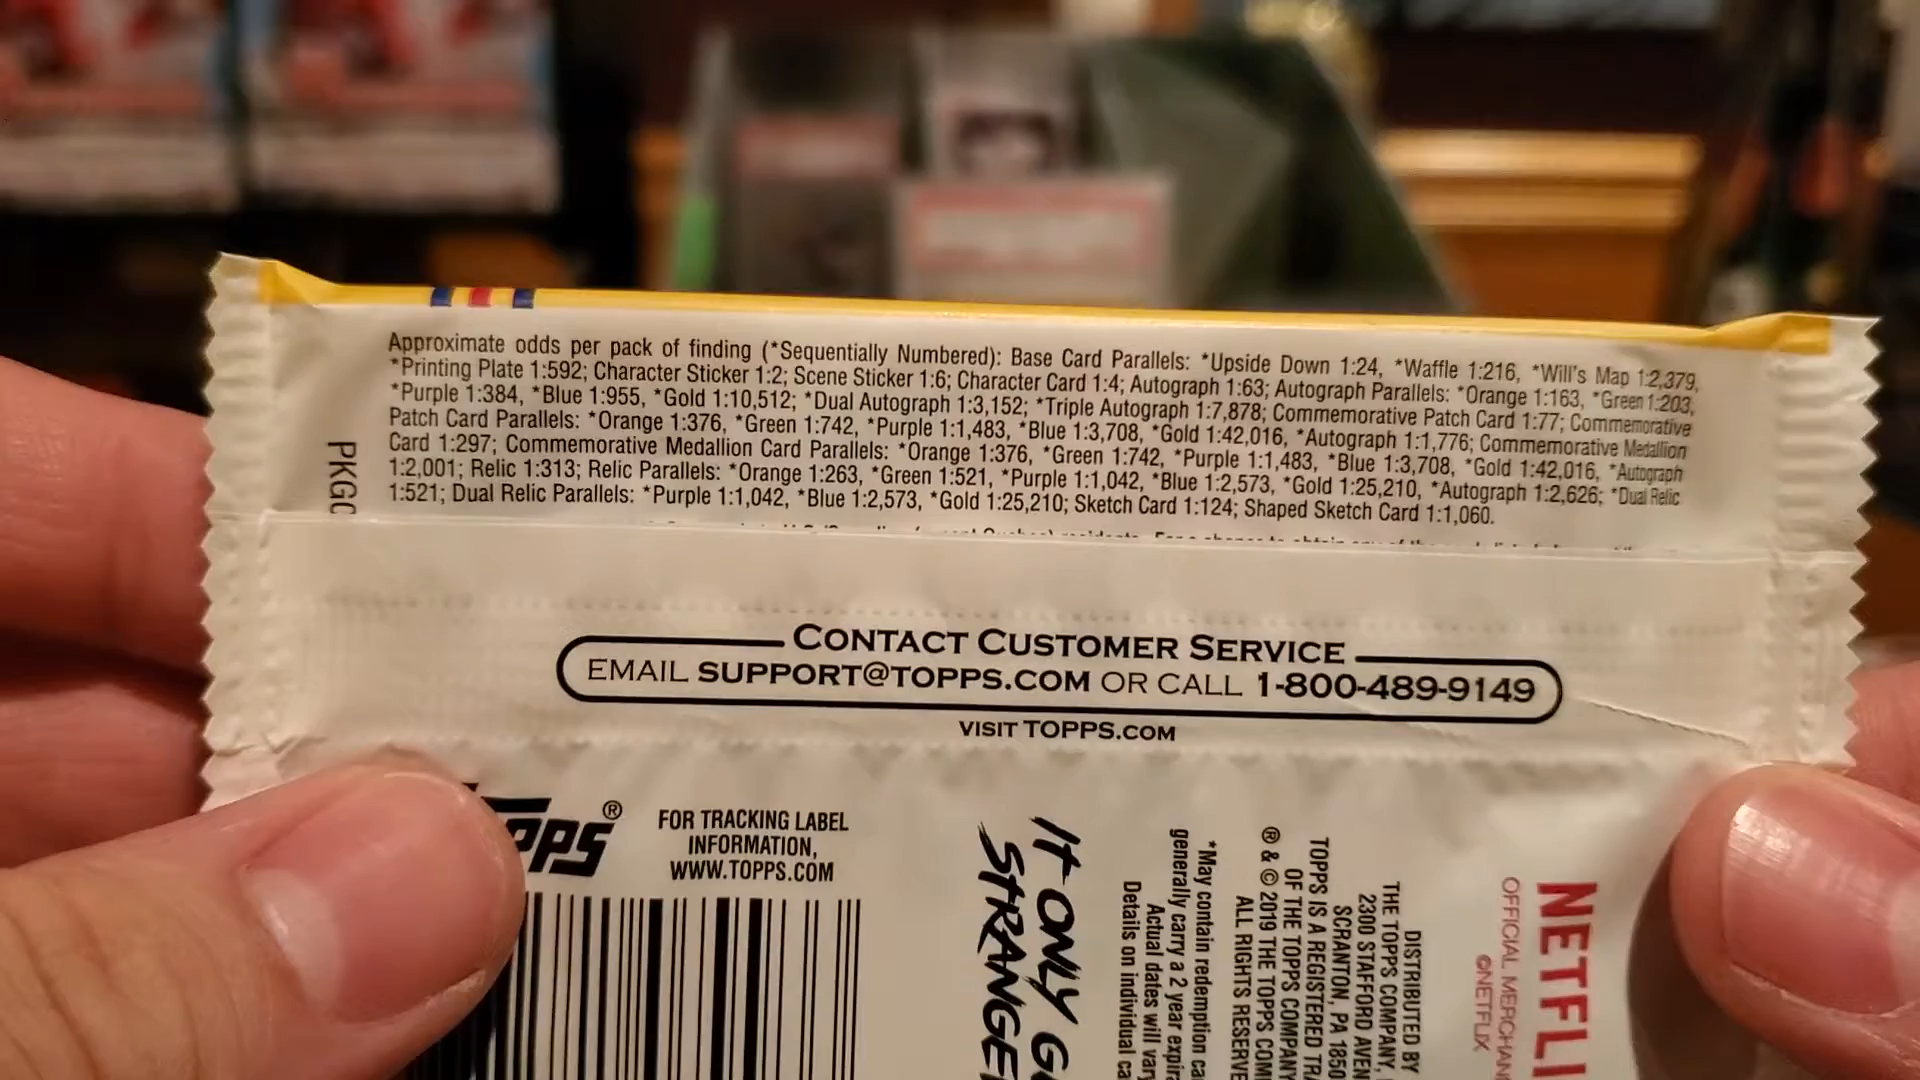 Approximate odds per pack of finding (*Sequentially Numbered): Base Card Parallels: *Upside Down 1:24, *Waffle 1:216, *Will's Map 1:2,379,
*Printing Plate 1:592; Character Sticker 1:2; Scene Sticker 1:6; Character Card 1:4; Autograph 1:63; Autograph Parallels: *Orange 1:163, *Green 1:203,
*Purple 1:384, *Blue 1:955, *Gold 1:10,512; *Dual Autograph 1:3,152; *Triple Autograph 1:7,878; Commemorative Patch Card 1:77; Commemorative
Patch Card Parallels: *Orange 1:376, *Green 1:742, *Purple 1:1,483, *Blue 1:3,708, *Gold 1:42,016, *Autograph 1:1,776; Commemorative Medallion
Card 1:297; Commemorative Medallion Card Parallels: *Orange 1:376, *Green 1:742, *Purple 1:1,483, *Blue 1:3,708, *Gold 1:42,016, *Autograph
1:2,001; Relic 1:313; Relic Parallels: *Orange 1:263, *Green 1:521, *Purple 1:1,042, *Blue 1:2,573, *Gold 1:25,210, *Autograph 1:2,626; *Dual Relic
1:521; Dual Relic Parallels: *Purple 1:1,042, *Blue 1:2,573, *Gold 1:25,210; Sketch Card 1:124; Shaped Sketch Card 1:1,060.
PKGC
CONTACT CUSTOMER SERVICE
EMAIL SUPPORT@TOPPS.COM OR CALL 1-800-489-9149
VISIT TOPPS.COM
TOPPS®
FOR TRACKING LABEL
INFORMATION,
WWW.TOPPS.COM
IT ONLY G
STRANGE
*May contain redemption ca
generally carry a 2 year expira
Actual dates will vary
Details on individual ca
DISTRIBUTED BY
THE TOPPS COMPANY,
2300 STAFFORD AVEN
SCRANTON, PA 1850
TOPPS IS A REGISTERED TRA
OF THE TOPPS COMPANY
® & © 2019 THE TOPPS COM
ALL RIGHTS RESERVE
NETFLI
OFFICIAL MERCHAN
©NETFLIX